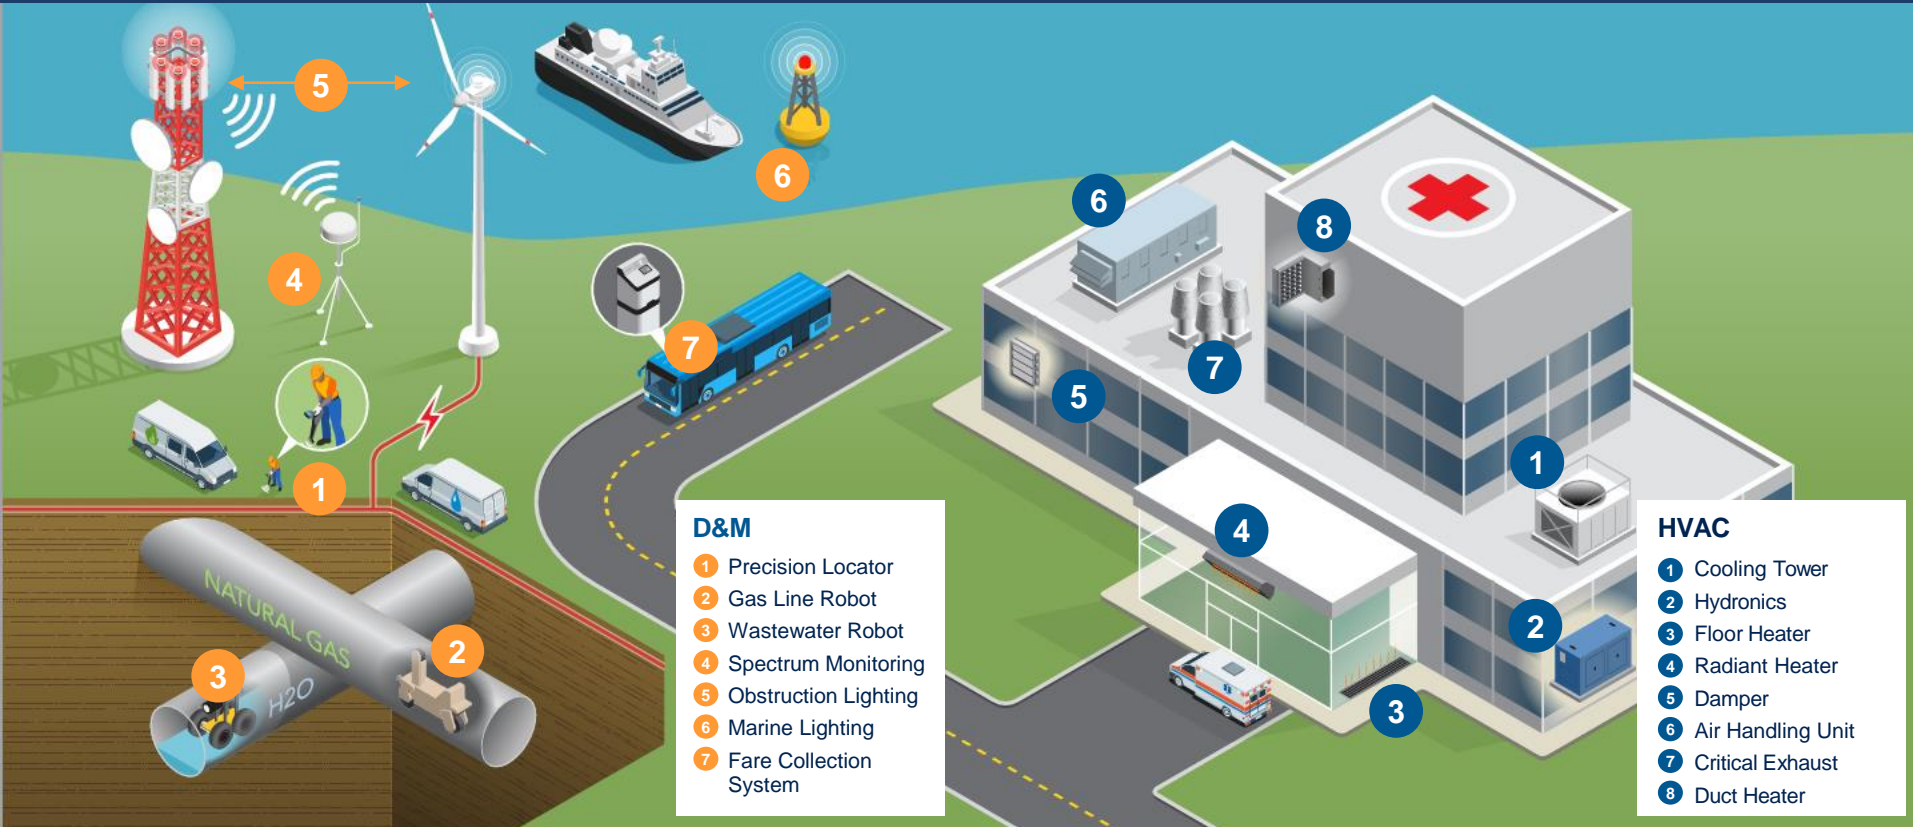 5
6
4
7
1
NATURAL GAS
H2O
2
3
6
8
7
5
1
4
2
3
D&M
1 Precision Locator
2 Gas Line Robot
3 Wastewater Robot
4 Spectrum Monitoring
5 Obstruction Lighting
6 Marine Lighting
7 Fare Collection
System
HVAC
1 Cooling Tower
2 Hydronics
3 Floor Heater
4 Radiant Heater
5 Damper
6 Air Handling Unit
7 Critical Exhaust
8 Duct Heater